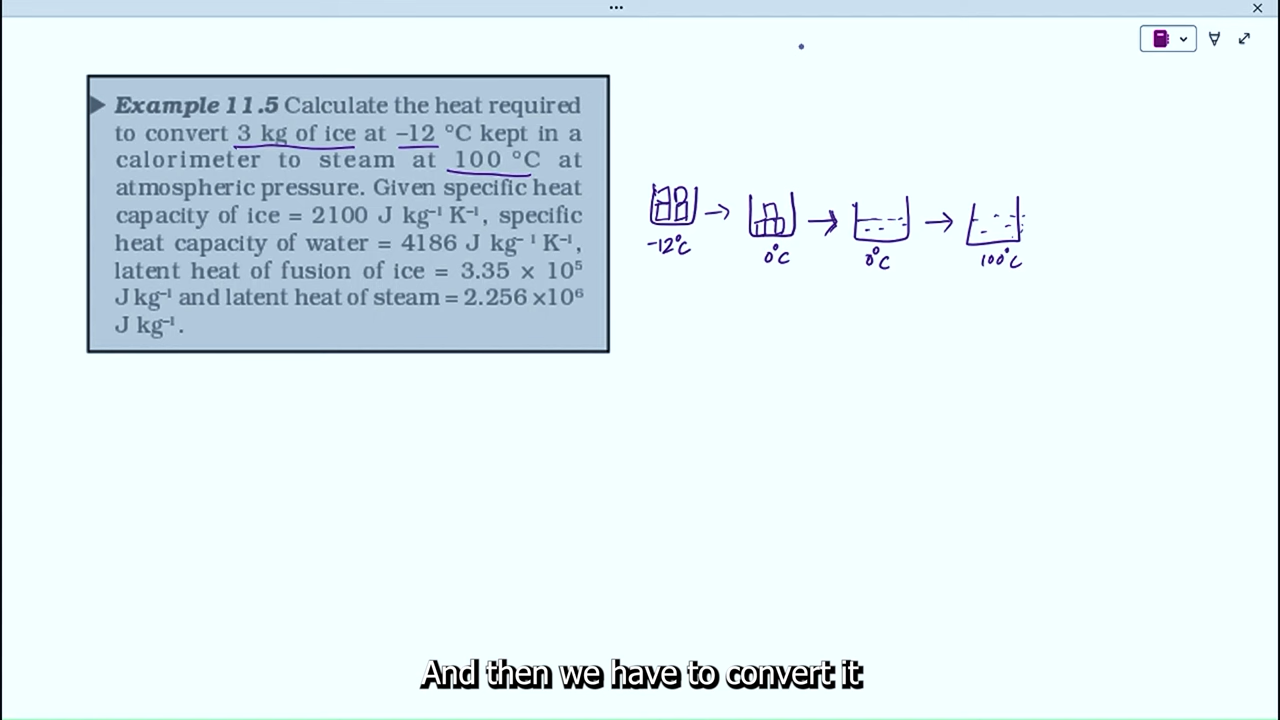 Example 11.5 Calculate the heat required
to convert 3 kg of ice at –12 °C kept in a
calorimeter to steam at 100 °C at
atmospheric pressure. Given specific heat
capacity of ice = 2100 J kg⁻¹ K⁻¹, specific
heat capacity of water = 4186 J kg⁻¹ K⁻¹,
latent heat of fusion of ice = 3.35 × 10⁵
J kg⁻¹ and latent heat of steam = 2.256 ×10⁶
J kg⁻¹.
-12°C
0°C
0°C
100°C
And then we have to convert it